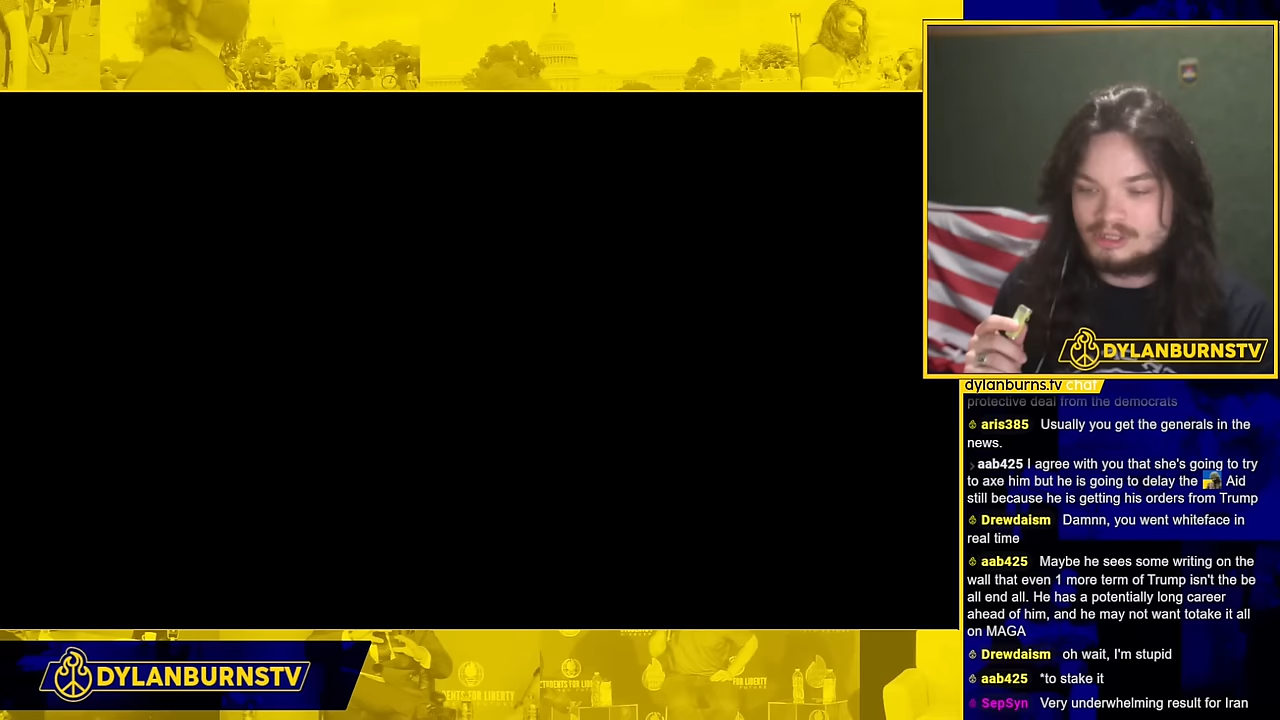 DYLANBURNSTV
dylanburns.tv chat
protective deal from the democrats
aris385 Usually you get the generals in the
news.
aab425 I agree with you that she's going to try
to axe him but he is going to delay the Aid
still because he is getting his orders from Trump
Drewdaism Damnn, you went whiteface in
real time
aab425 Maybe he sees some writing on the
wall that even 1 more term of Trump isn't the be
all end all. He has a potentially long career
ahead of him, and he may not want totake it all
on MAGA
Drewdaism oh wait, I'm stupid
aab425 *to stake it
SepSyn Very underwhelming result for Iran
DYLANBURNSTV
DENTS FOR LIBERTY
FOR LIBERTY